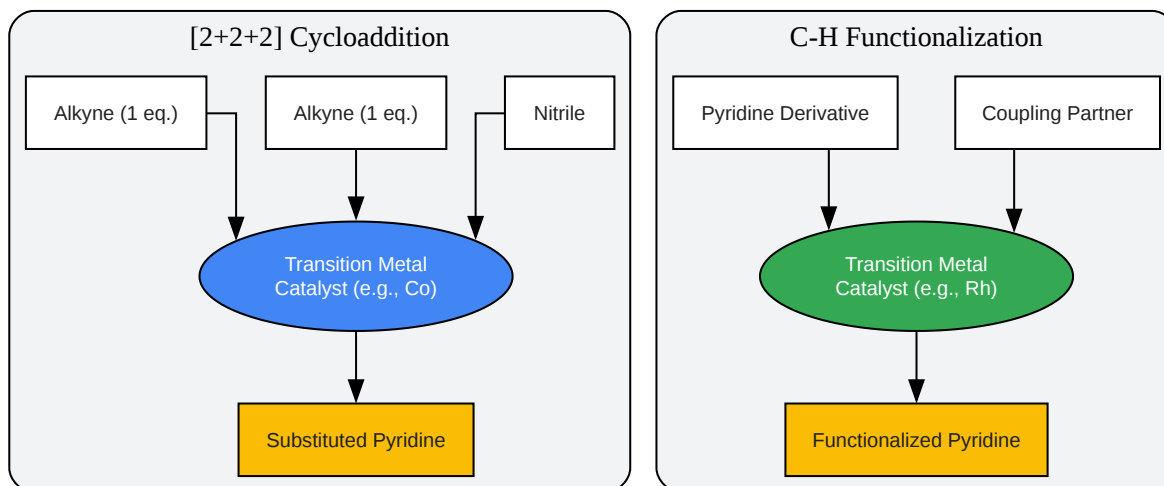 [2+2+2] Cycloaddition
Alkyne (1 eq.)
Alkyne (1 eq.)
Nitrile
Transition Metal
Catalyst (e.g., Co)
Substituted Pyridine
C-H Functionalization
Pyridine Derivative
Coupling Partner
Transition Metal
Catalyst (e.g., Rh)
Functionalized Pyridine